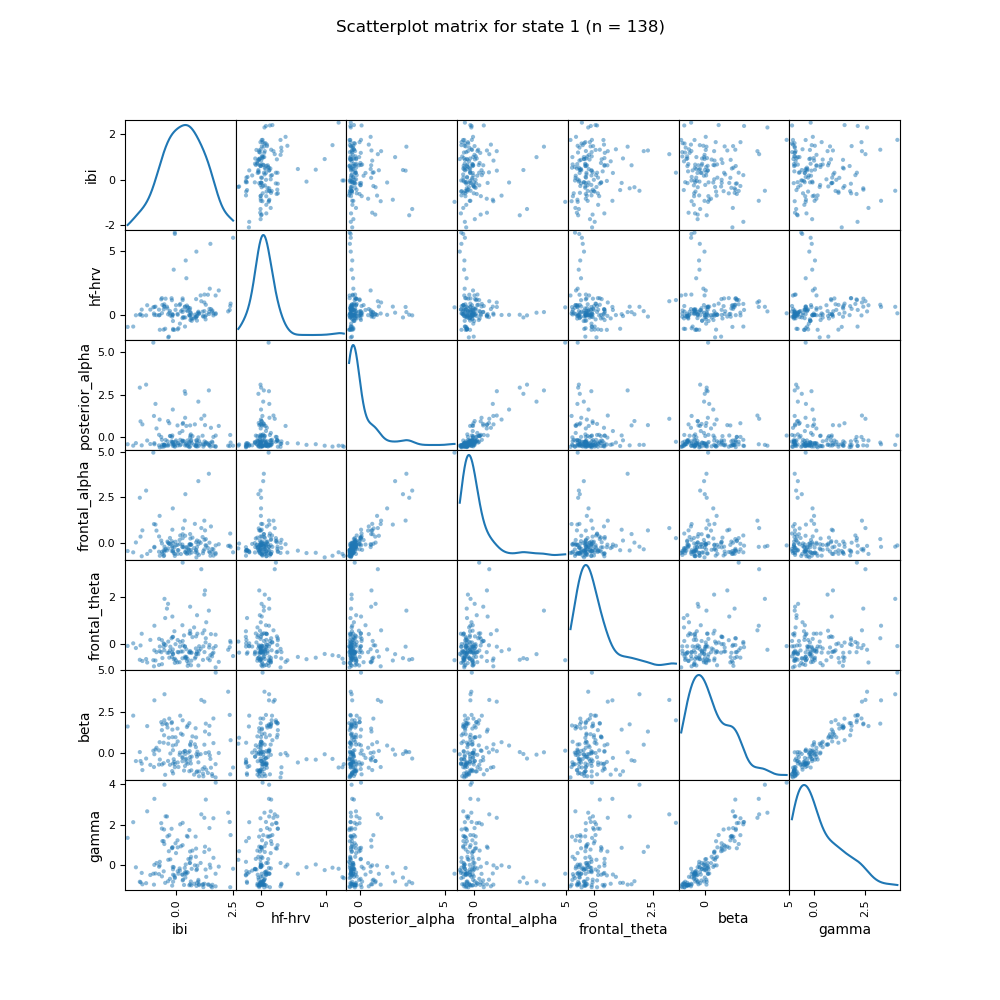 Scatterplot matrix for state 1 (n = 138)
ibi
2
0
-2
hf-hrv
5
0
posterior_alpha
5.0
2.5
0.0
frontal_alpha
5.0
2.5
0.0
frontal_theta
2
0
beta
5.0
2.5
0.0
gamma
4
2
0
0.0 2.5 0 5 0 5 0 5 0.0 2.5 0 5 0.0 2.5
ibi hf-hrv posterior_alpha frontal_alpha frontal_theta beta gamma